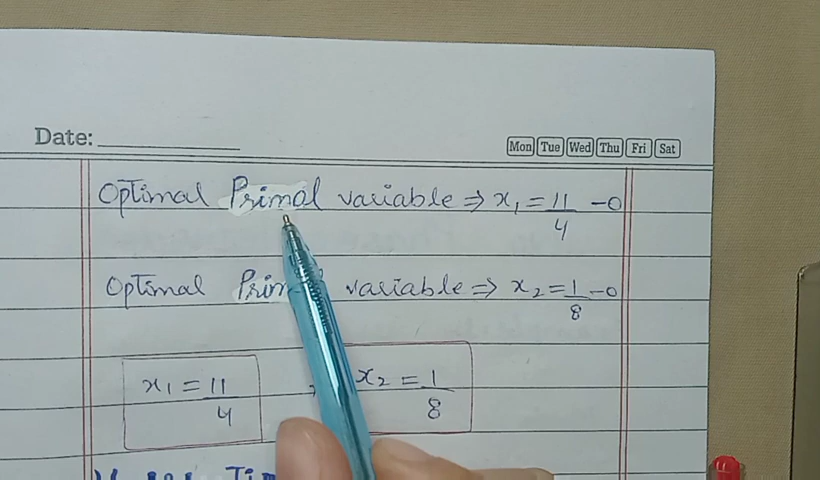 Date:
Mon Tue Wed Thu Fri Sat
Optimal Primal variable ⇒ x₁ = 11/4 - 0
Optimal variable ⇒ x₂ = 1/8 - 0
x₁ = 11/4 , x₂ = 1/8